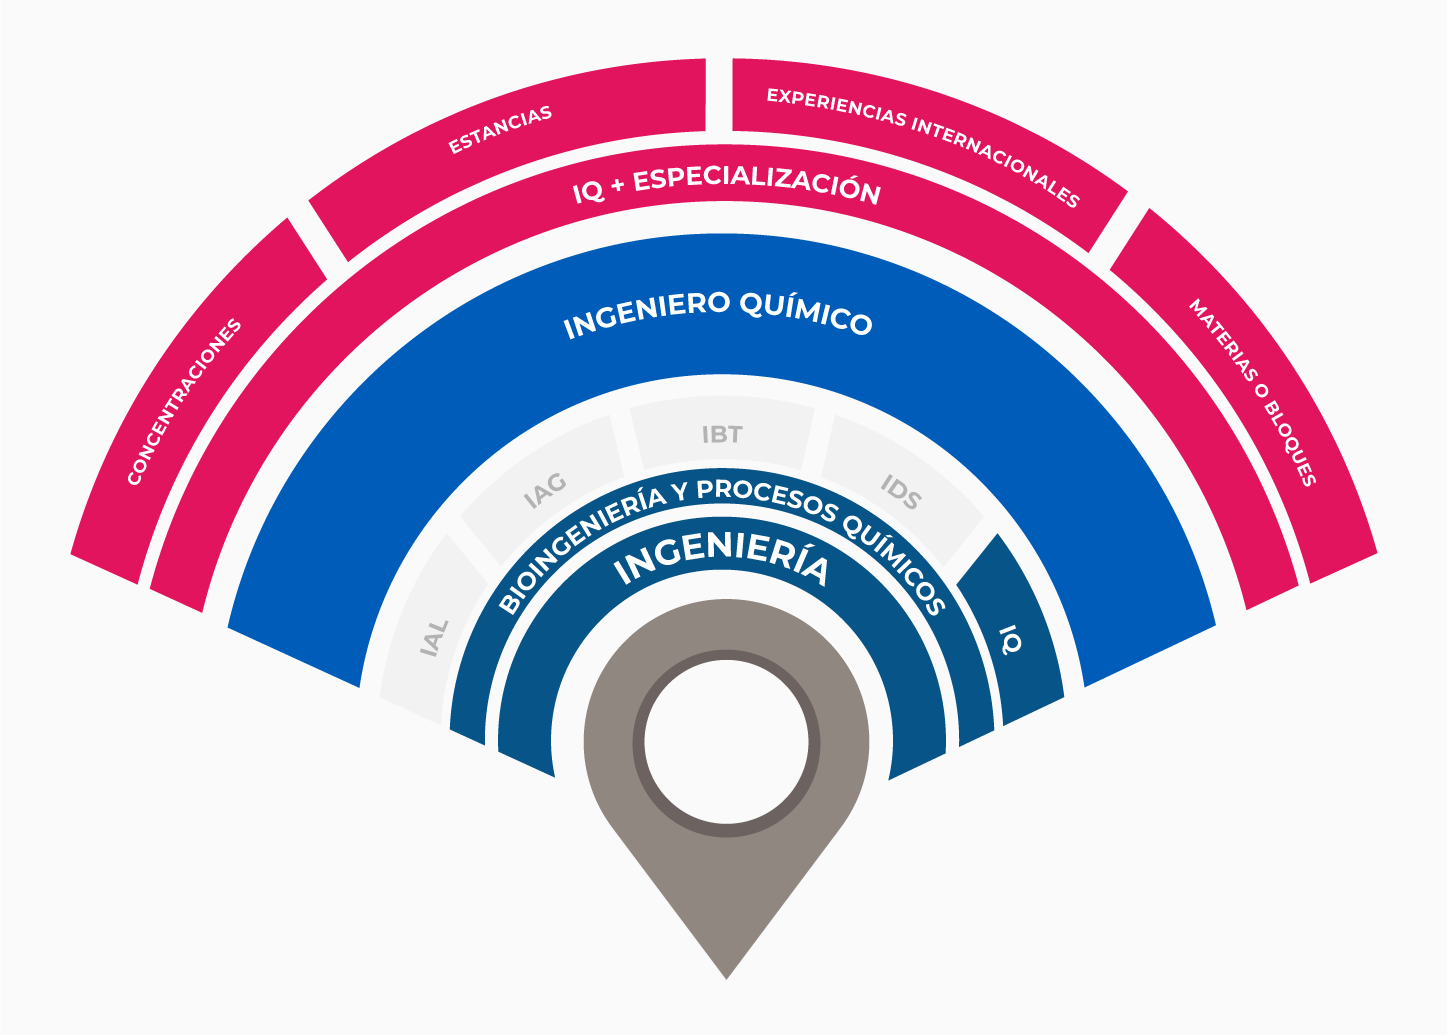 ESTANCIAS
EXPERIENCIAS INTERNACIONALES
CONCENTRACIONES
MATERIAS O BLOQUES
IQ + ESPECIALIZACIÓN
INGENIERO QUÍMICO
IAL
IAG
IBT
IDS
IQ
BIOINGENIERÍA Y PROCESOS QUÍMICOS
INGENIERÍA